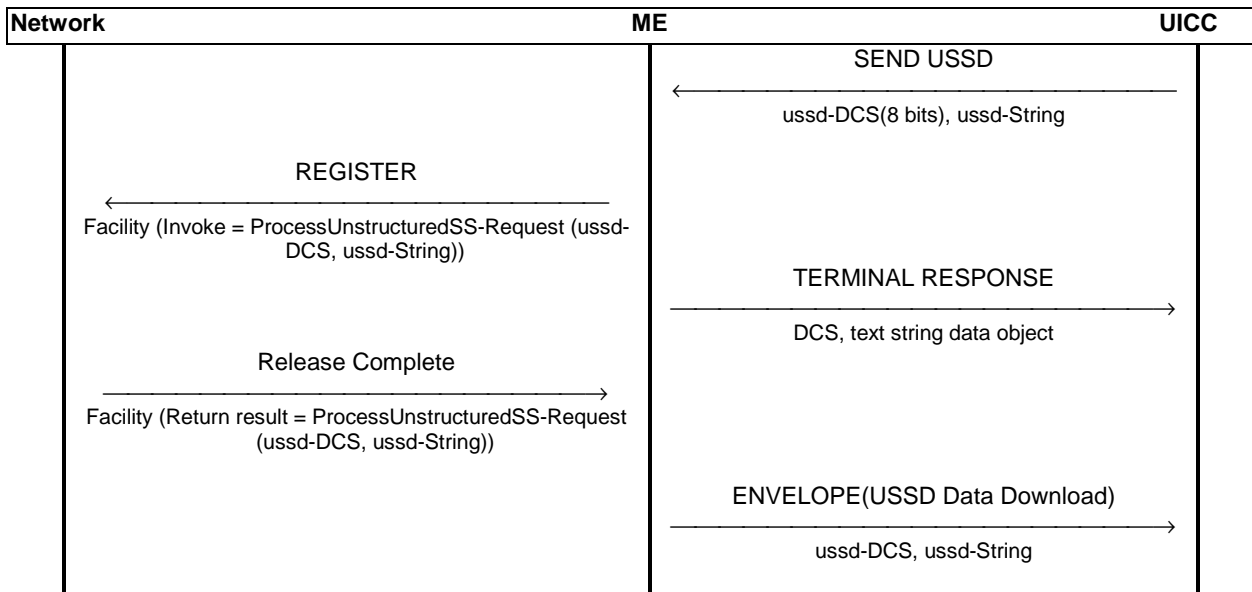 Network ME UICC
SEND USSD
ussd-DCS(8 bits), ussd-String
REGISTER
Facility (Invoke = ProcessUnstructuredSS-Request (ussd-
DCS, ussd-String))
TERMINAL RESPONSE
DCS, text string data object
Release Complete
Facility (Return result = ProcessUnstructuredSS-Request
(ussd-DCS, ussd-String))
ENVELOPE(USSD Data Download)
ussd-DCS, ussd-String